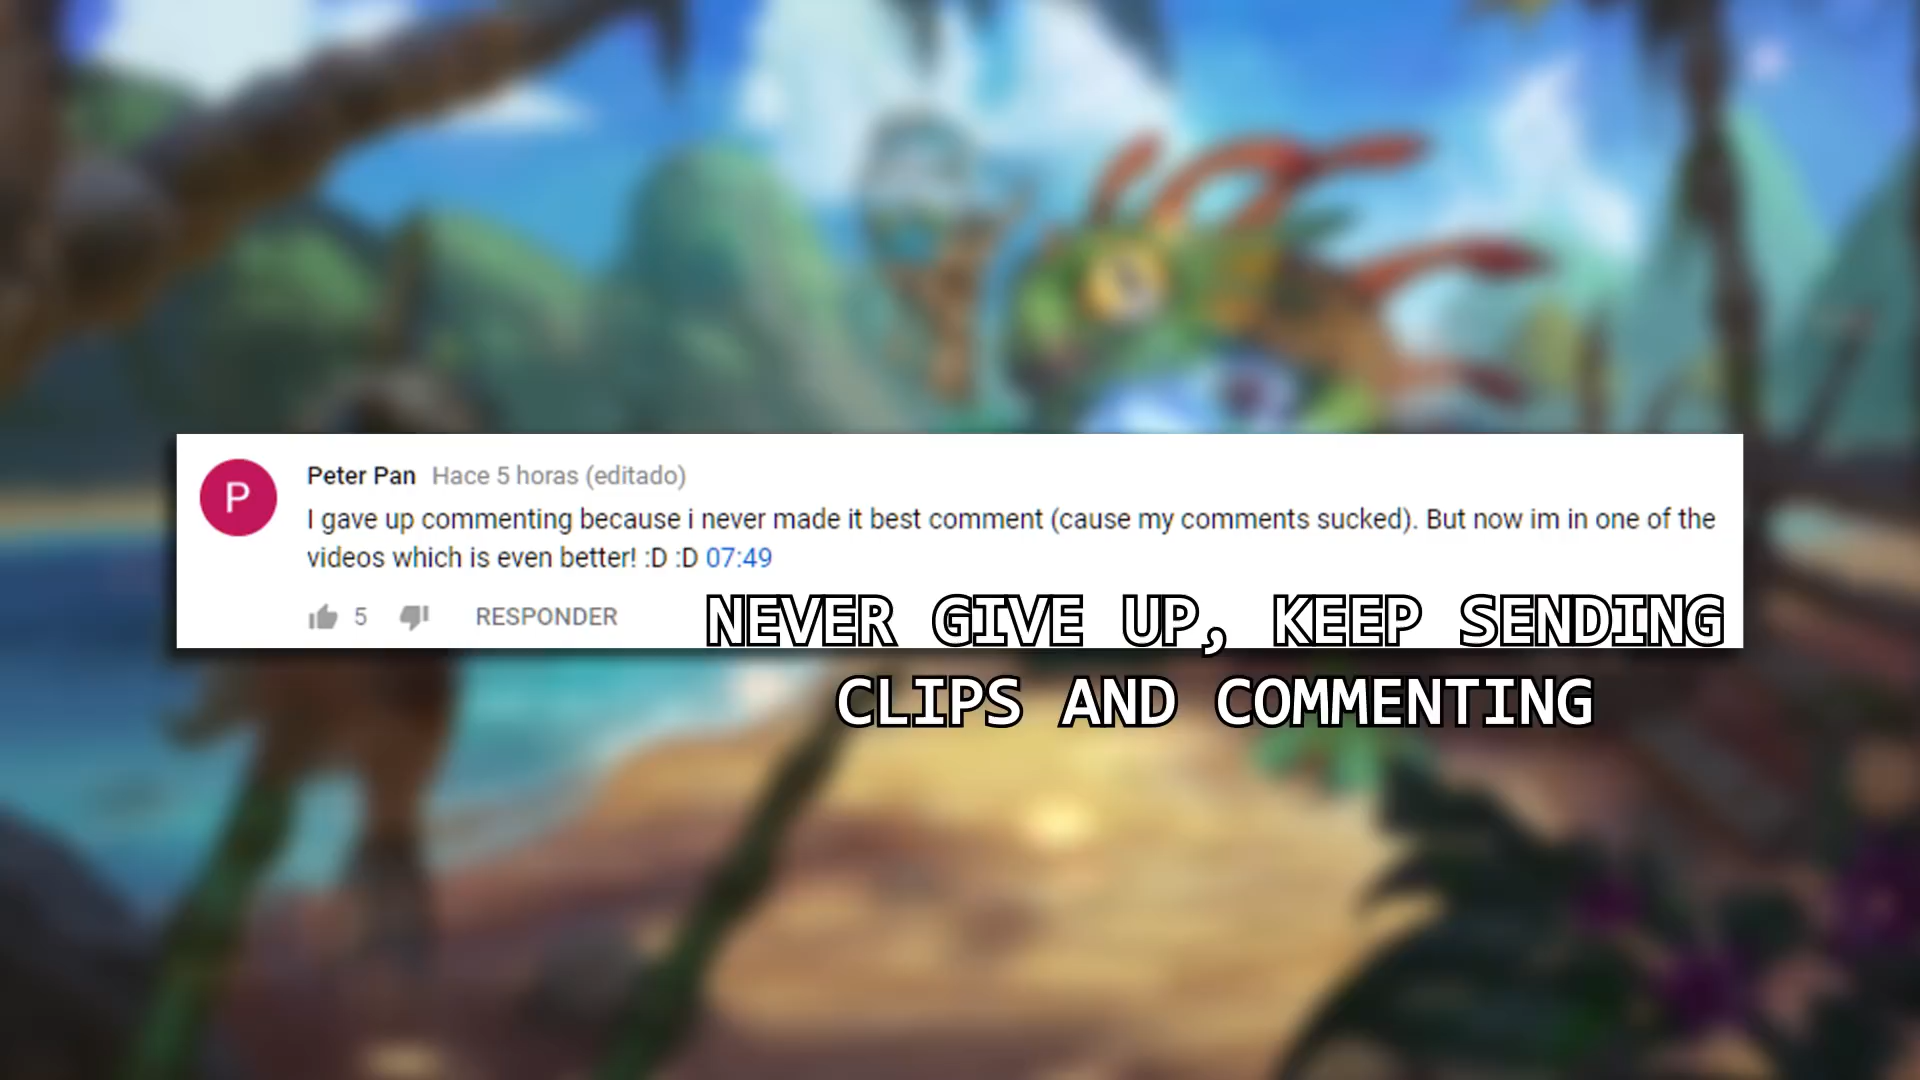 P
Peter Pan Hace 5 horas (editado)
I gave up commenting because i never made it best comment (cause my comments sucked). But now im in one of the
videos which is even better! :D :D 07:49
5 RESPONDER
NEVER GIVE UP, KEEP SENDING
CLIPS AND COMMENTING